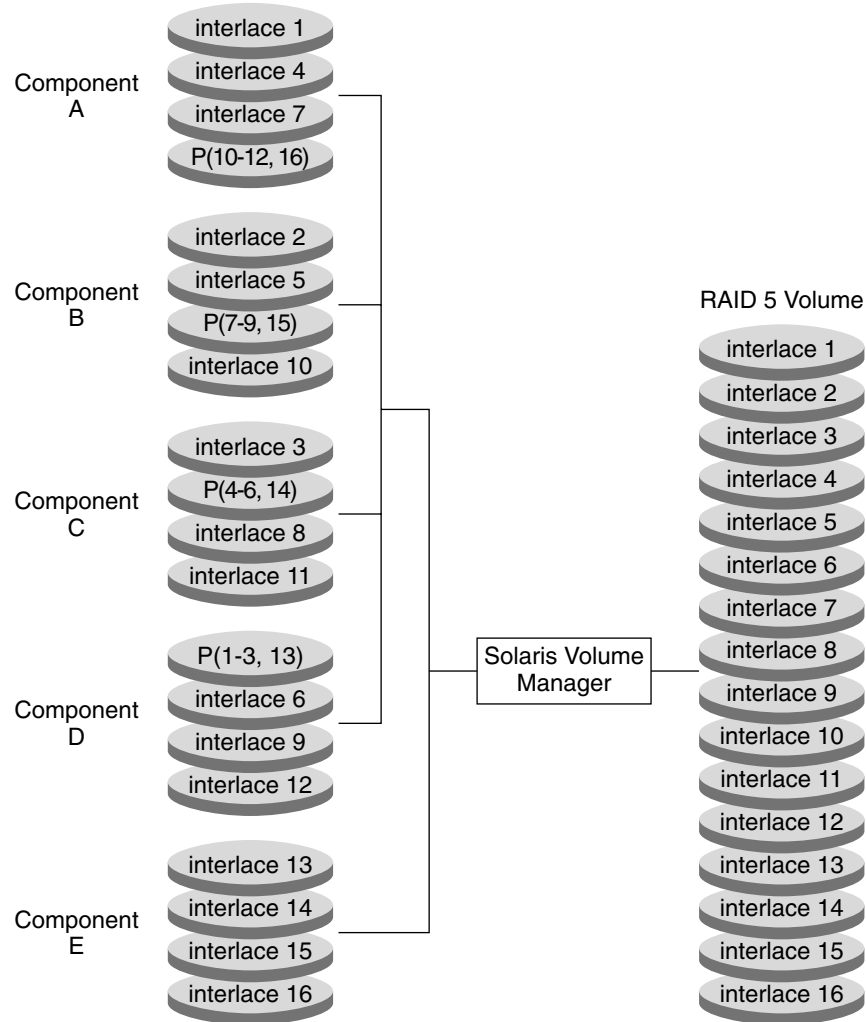 Component
A
interlace 1
interlace 4
interlace 7
P(10-12, 16)
Component
B
interlace 2
interlace 5
P(7-9, 15)
interlace 10
Component
C
interlace 3
P(4-6, 14)
interlace 8
interlace 11
Component
D
P(1-3, 13)
interlace 6
interlace 9
interlace 12
Component
E
interlace 13
interlace 14
interlace 15
interlace 16
Solaris Volume
Manager
RAID 5 Volume
interlace 1
interlace 2
interlace 3
interlace 4
interlace 5
interlace 6
interlace 7
interlace 8
interlace 9
interlace 10
interlace 11
interlace 12
interlace 13
interlace 14
interlace 15
interlace 16